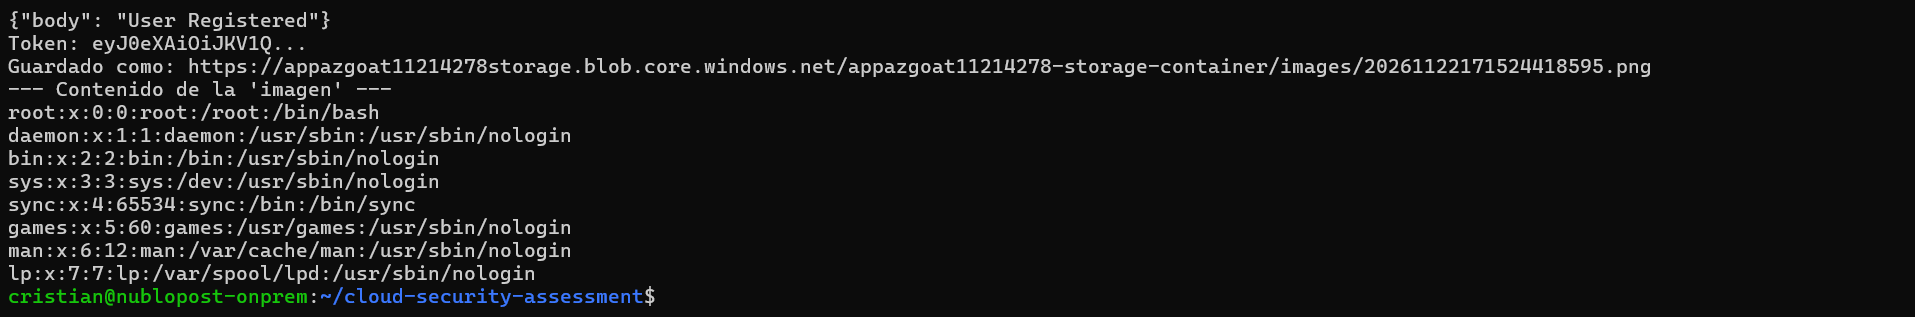 {"body": "User Registered"}
Token: eyJ0eXAiOiJKV1Q...
Guardado como: https://appazgoat11214278storage.blob.core.windows.net/appazgoat11214278-storage-container/images/20261122171524418595.png
--- Contenido de la 'imagen' ---
root:x:0:0:root:/root:/bin/bash
daemon:x:1:1:daemon:/usr/sbin:/usr/sbin/nologin
bin:x:2:2:bin:/bin:/usr/sbin/nologin
sys:x:3:3:sys:/dev:/usr/sbin/nologin
sync:x:4:65534:sync:/bin:/bin/sync
games:x:5:60:games:/usr/games:/usr/sbin/nologin
man:x:6:12:man:/var/cache/man:/usr/sbin/nologin
lp:x:7:7:lp:/var/spool/lpd:/usr/sbin/nologin
cristian@nublopost-onprem:~/cloud-security-assessment$